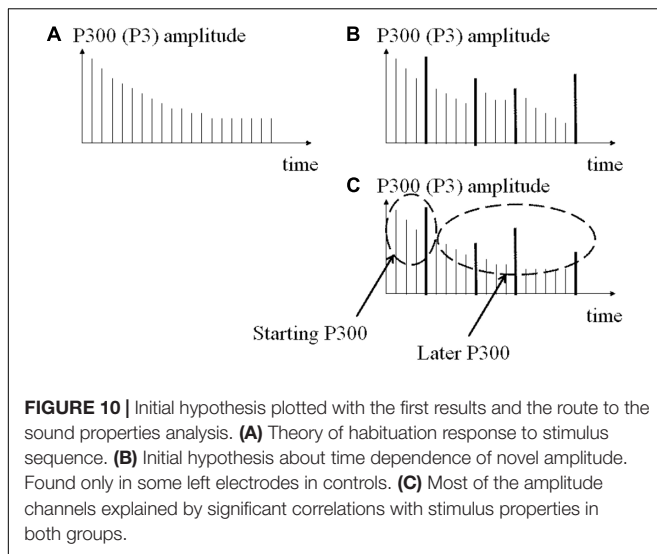 A P300 (P3) amplitude
time
B P300 (P3) amplitude
time
C P300 (P3) amplitude
time
Starting P300
Later P300
FIGURE 10 | Initial hypothesis plotted with the first results and the route to the
sound properties analysis. (A) Theory of habituation response to stimulus
sequence. (B) Initial hypothesis about time dependence of novel amplitude.
Found only in some left electrodes in controls. (C) Most of the amplitude
channels explained by significant correlations with stimulus properties in
both groups.